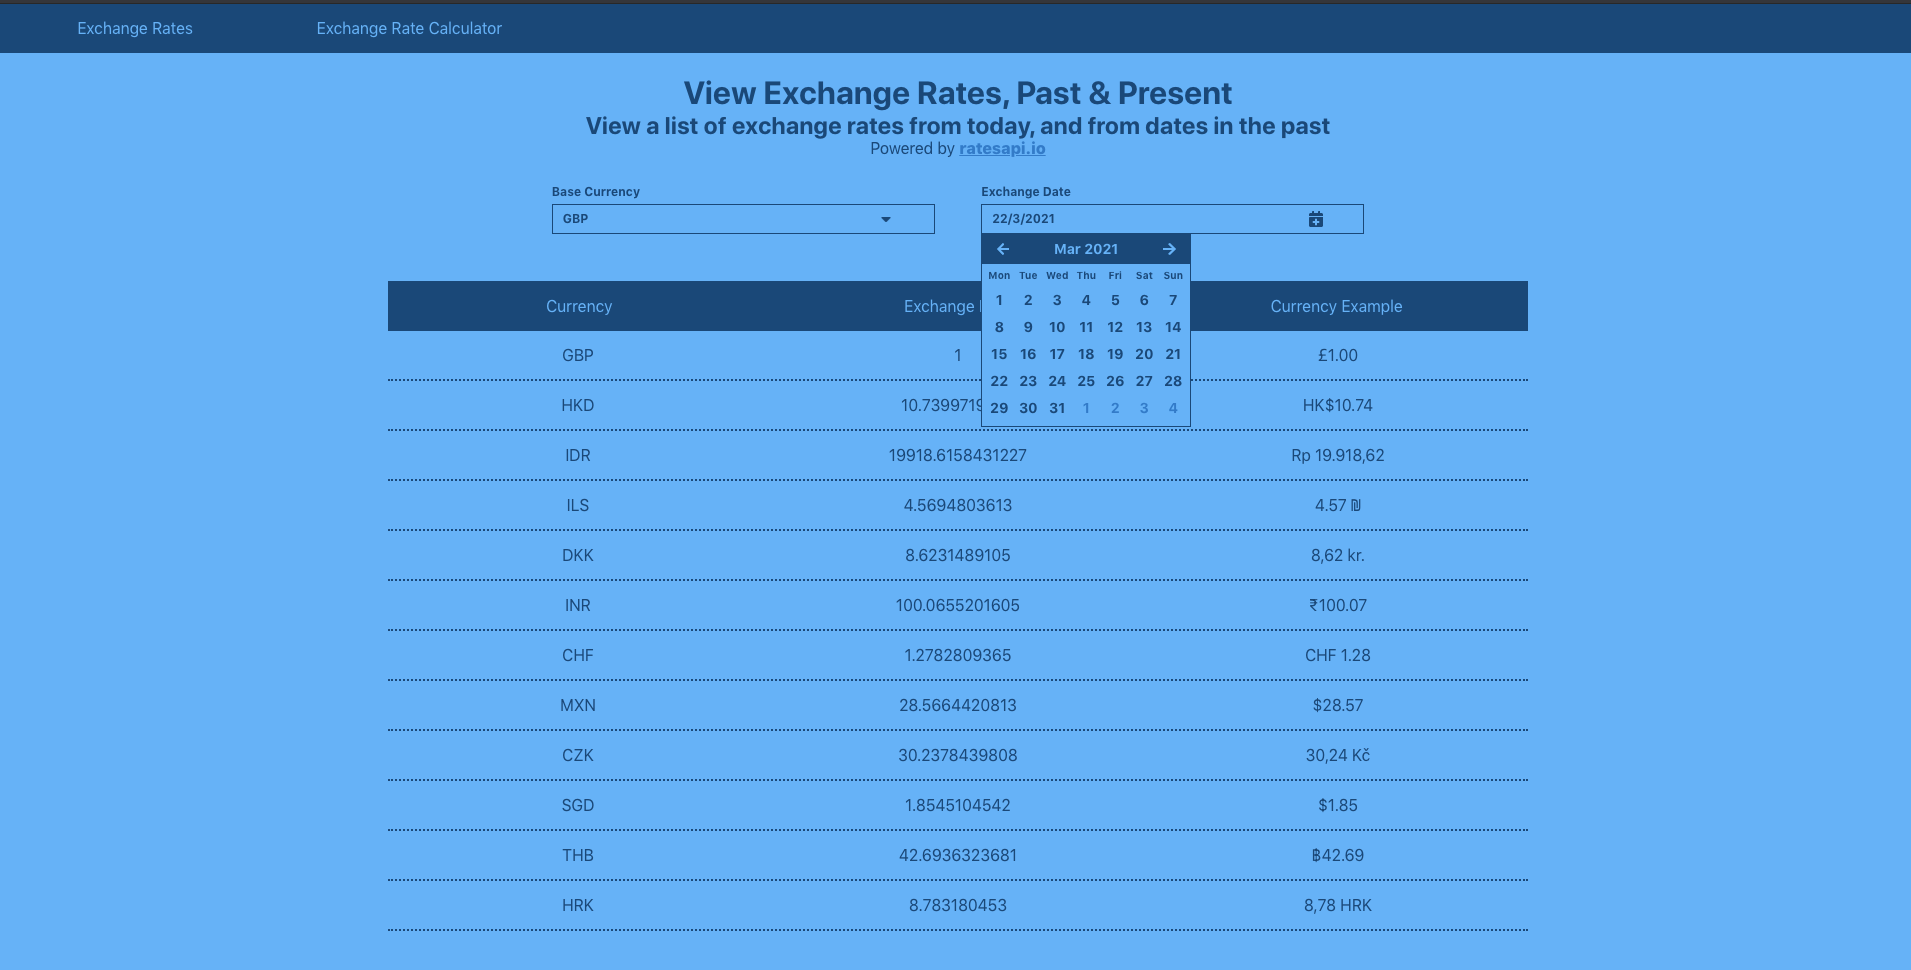 Exchange Rates Exchange Rate Calculator
View Exchange Rates, Past & Present
View a list of exchange rates from today, and from dates in the past
Powered by ratesapi.io
Base Currency Exchange Date
GBP 22/3/2021
Mar 2021
Mon Tue Wed Thu Fri Sat Sun
1 2 3 4 5 6 7
8 9 10 11 12 13 14
15 16 17 18 19 20 21
22 23 24 25 26 27 28
29 30 31 1 2 3 4
Currency Exchange Currency Example
GBP 1 £1.00
HKD 10.7399719 HK$10.74
IDR 19918.6158431227 Rp 19.918,62
ILS 4.5694803613 4.57 ₪
DKK 8.6231489105 8,62 kr.
INR 100.0655201605 ₹100.07
CHF 1.2782809365 CHF 1.28
MXN 28.5664420813 $28.57
CZK 30.2378439808 30,24 Kč
SGD 1.8545104542 $1.85
THB 42.6936323681 ฿42.69
HRK 8.783180453 8,78 HRK